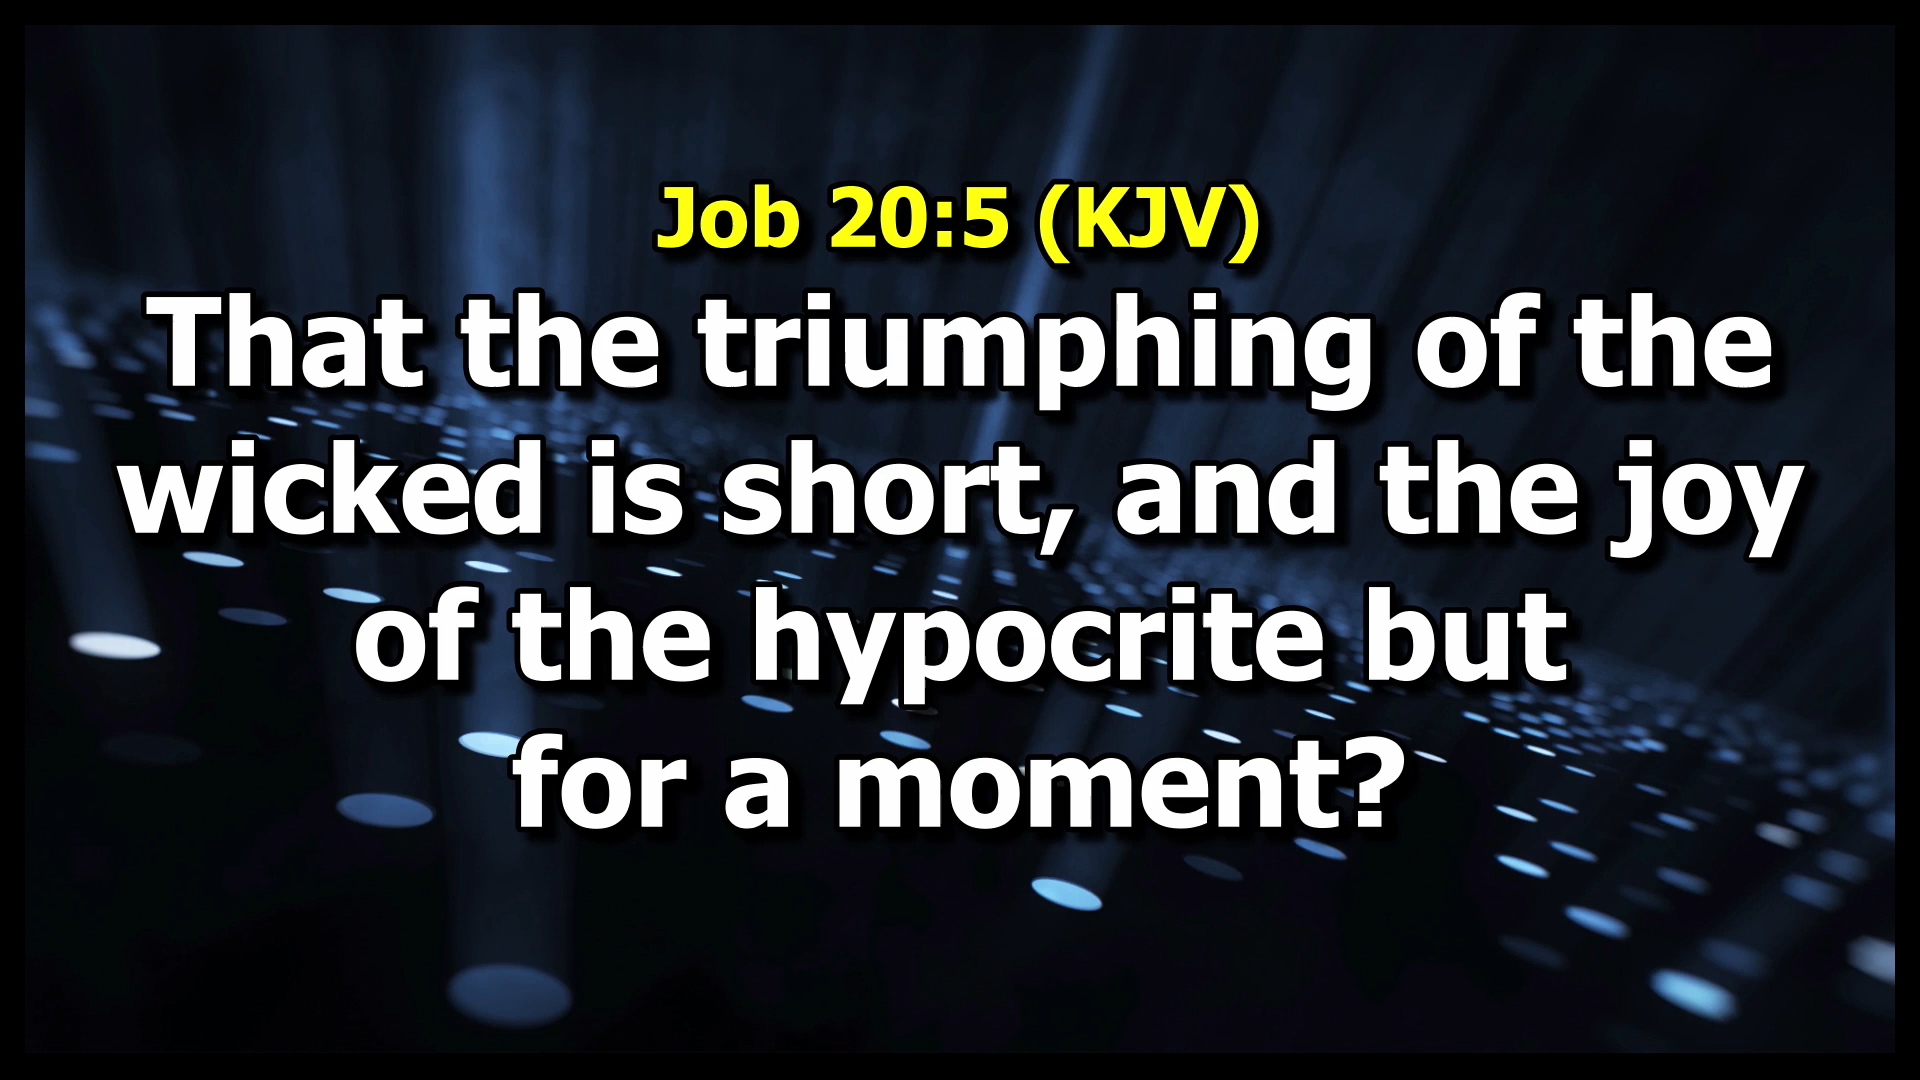 Job 20:5 (KJV)
That the triumphing of the
wicked is short, and the joy
of the hypocrite but
for a moment?